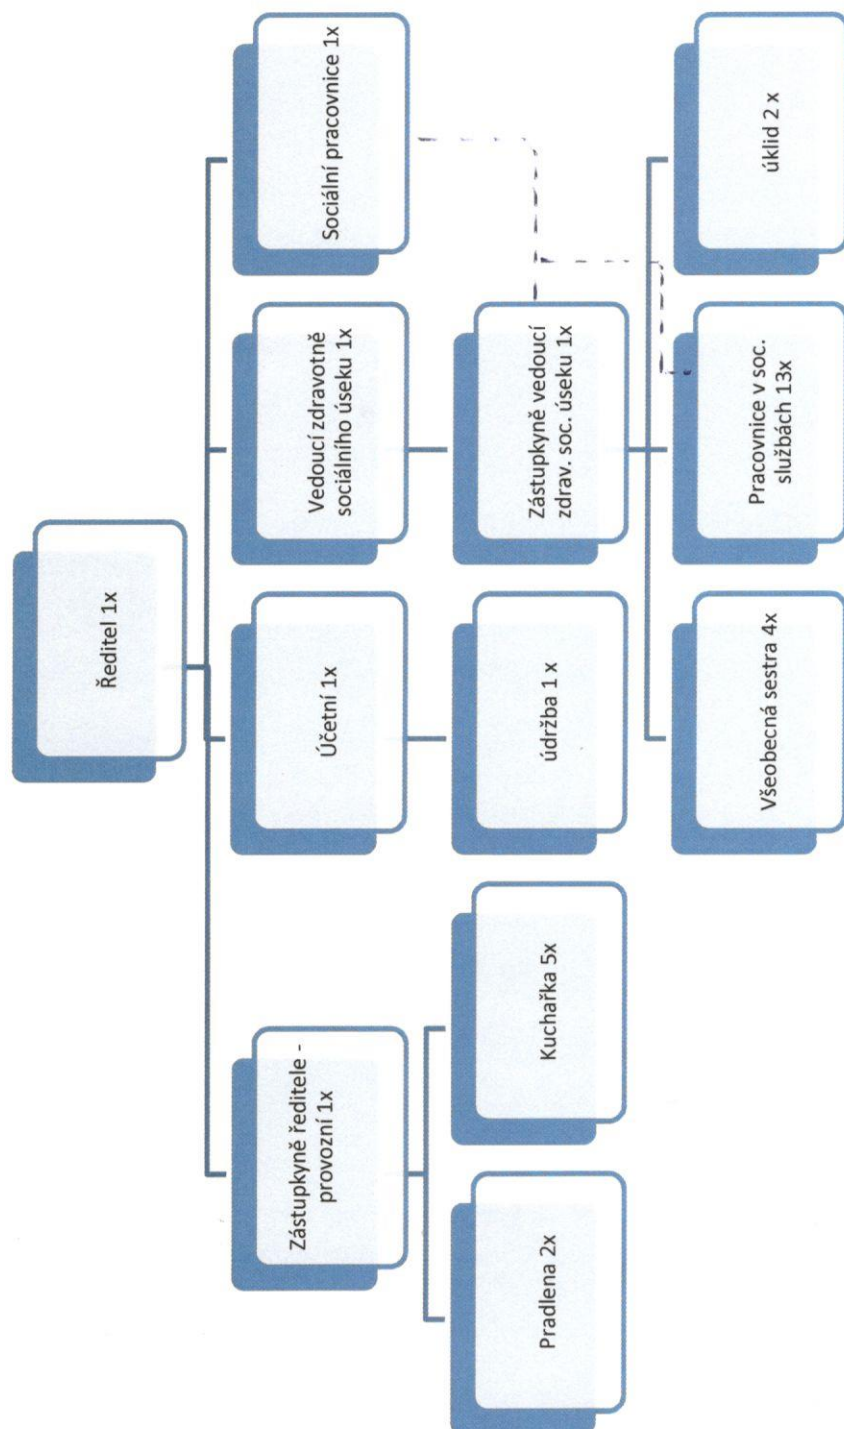 Ředitel 1x
Zástupkyně ředitele -
provozní 1x
Účetní 1x
Vedoucí zdravotně
sociálního úseku 1x
Sociální pracovnice 1x
Pradlena 2x
Kuchařka 5x
údržba 1 x
Zástupkyně vedoucí
zdrav. soc. úseku 1x
Všeobecná sestra 4x
Pracovnice v soc.
službách 13x
úklid 2 x